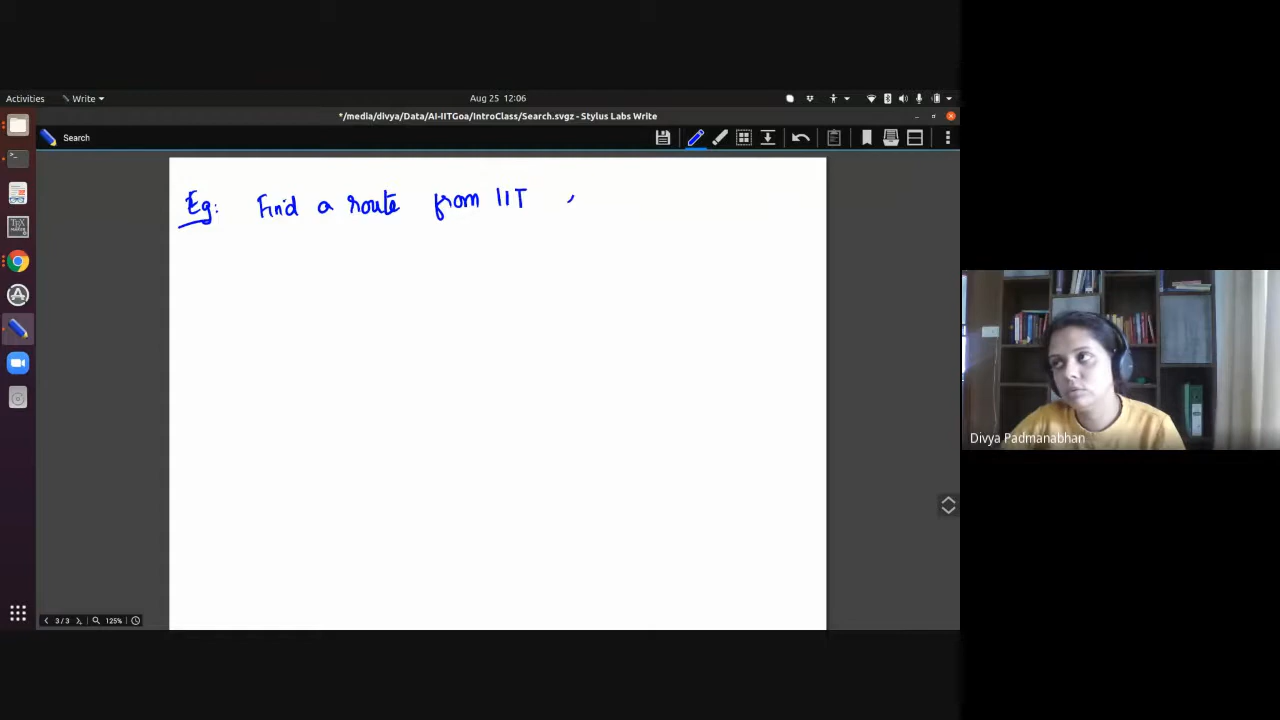 Activities Write Aug 25 12:06
*/media/divya/Data/AI-IITGoa/IntroClass/Search.svgz - Stylus Labs Write
Search
Eg: Find a route from IIT
Divya Padmanabhan
3/3 125%